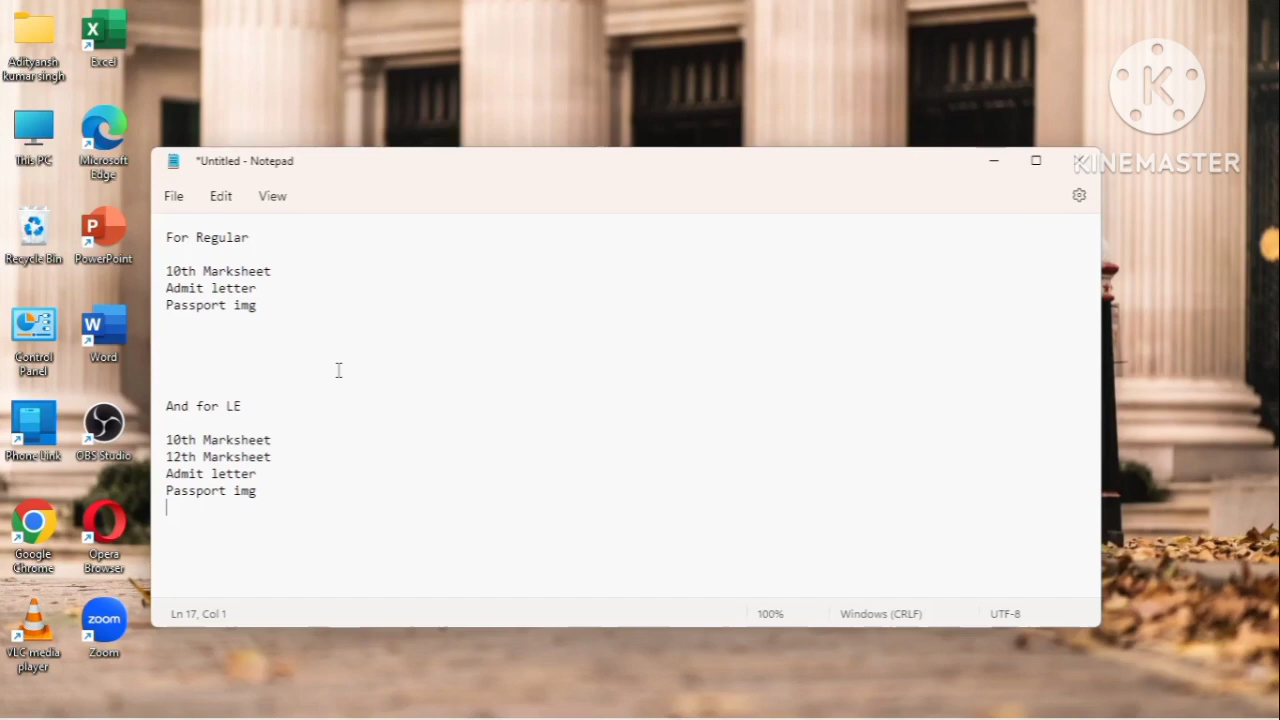 Adityansh
kumar singh
Excel
This PC
Microsoft
Edge
Recycle Bin
PowerPoint
Control
Panel
Word
Phone Link
OBS Studio
Google
Chrome
Opera
Browser
VLC media
player
zoom
Zoom
*Untitled - Notepad
File Edit View
For Regular
10th Marksheet
Admit letter
Passport img
And for LE
10th Marksheet
12th Marksheet
Admit letter
Passport img
Ln 17, Col 1
100%
Windows (CRLF)
UTF-8
K
KINEMASTER